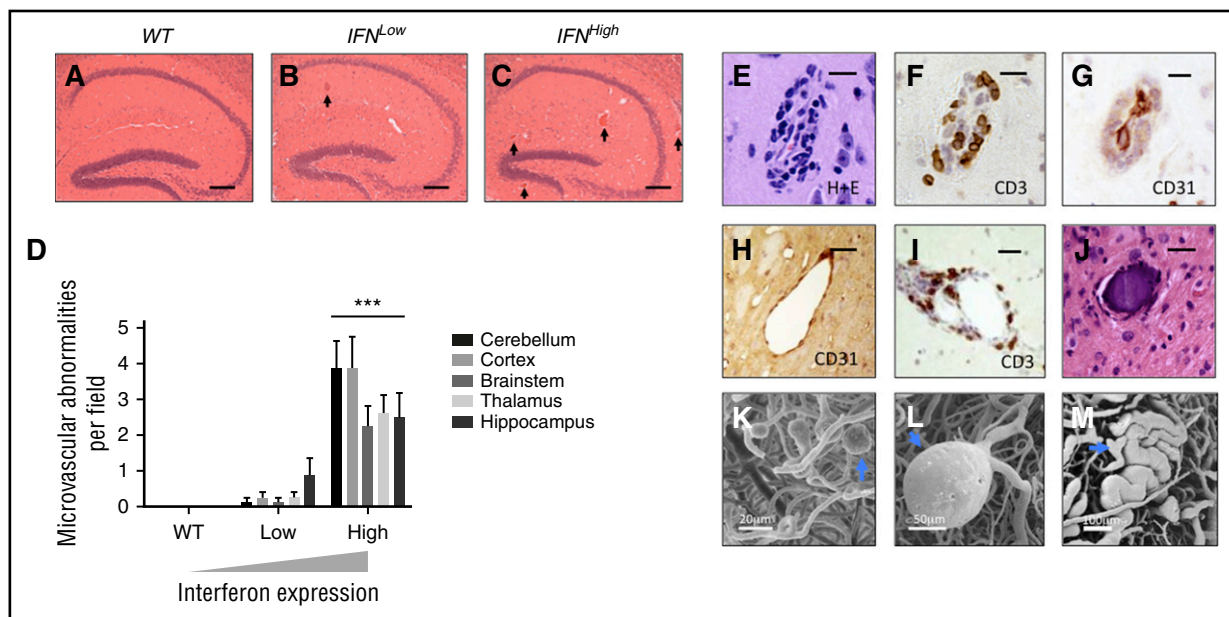 WT
IFN^Low
IFN^High
A
B
C
D
Microvascular abnormalities
per field
5
4
3
2
1
0
***
WT
Low
High
Interferon expression
Cerebellum
Cortex
Brainstem
Thalamus
Hippocampus
E
H+E
F
CD3
G
CD31
H
CD31
I
CD3
J
K
20μm
L
50μm
M
100μm